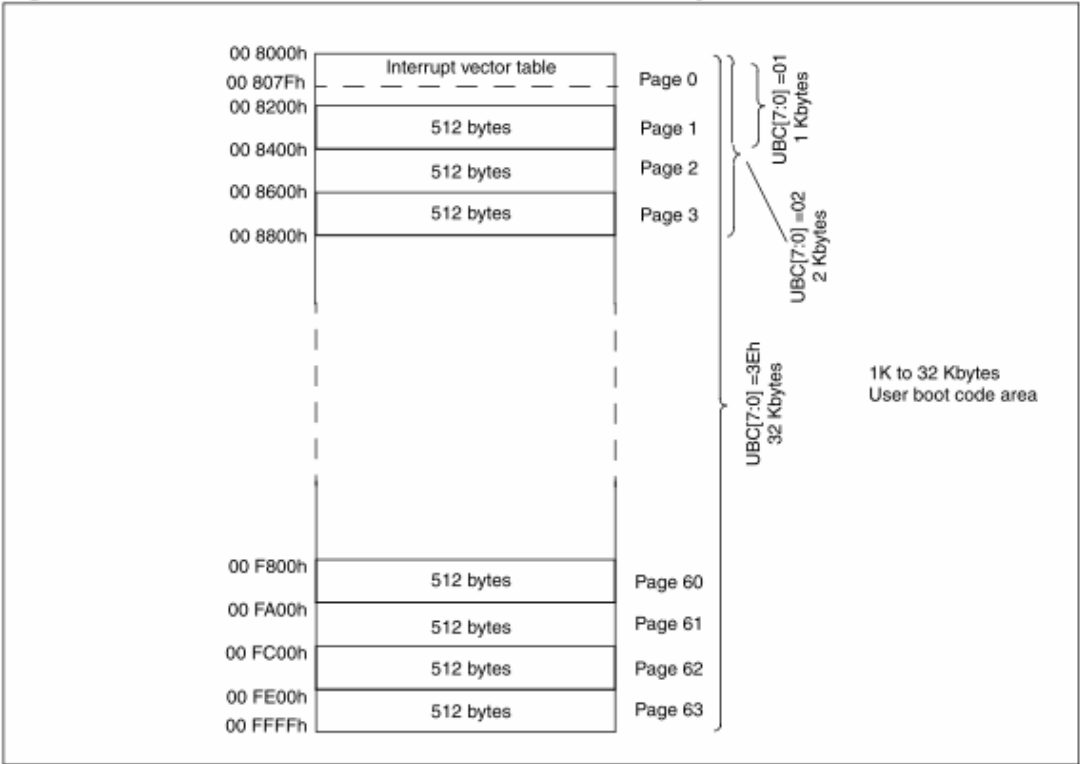 00 8000h
Interrupt vector table
Page 0
00 807Fh
00 8200h
512 bytes
Page 1
00 8400h
512 bytes
Page 2
00 8600h
512 bytes
Page 3
00 8800h
UBC[7:0] =01
1 Kbytes
UBC[7:0] =02
2 Kbytes
UBC[7:0] =3Eh
32 Kbytes
1K to 32 Kbytes
User boot code area
00 F800h
512 bytes
Page 60
00 FA00h
512 bytes
Page 61
00 FC00h
512 bytes
Page 62
00 FE00h
512 bytes
Page 63
00 FFFFh